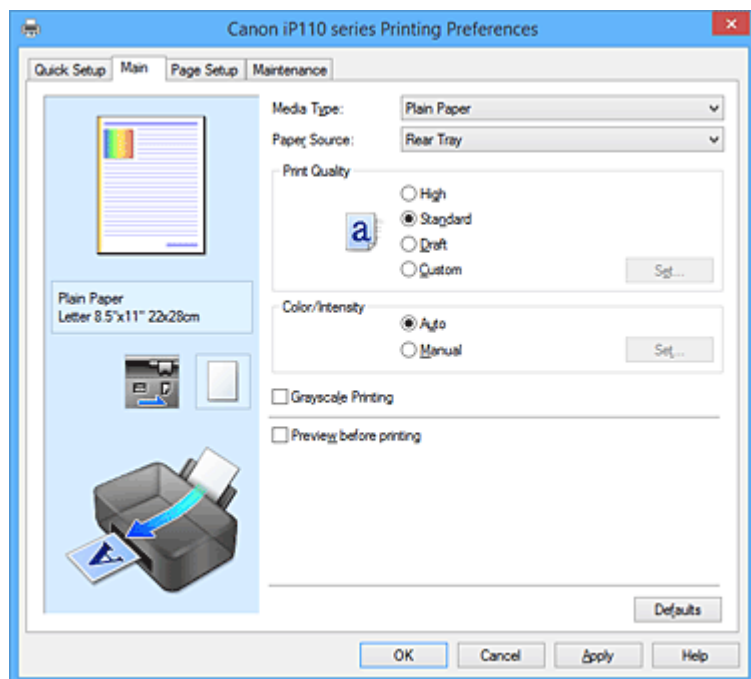 Canon iP110 series Printing Preferences
Quick Setup Main Page Setup Maintenance
Media Type: Plain Paper
Paper Source: Rear Tray
Print Quality
High
Standard
Draft
Custom Set...
a
Plain Paper
Letter 8.5"x11" 22x28cm
Color/Intensity
Auto
Manual Set...
Grayscale Printing
Preview before printing
A
Defaults
OK Cancel Apply Help